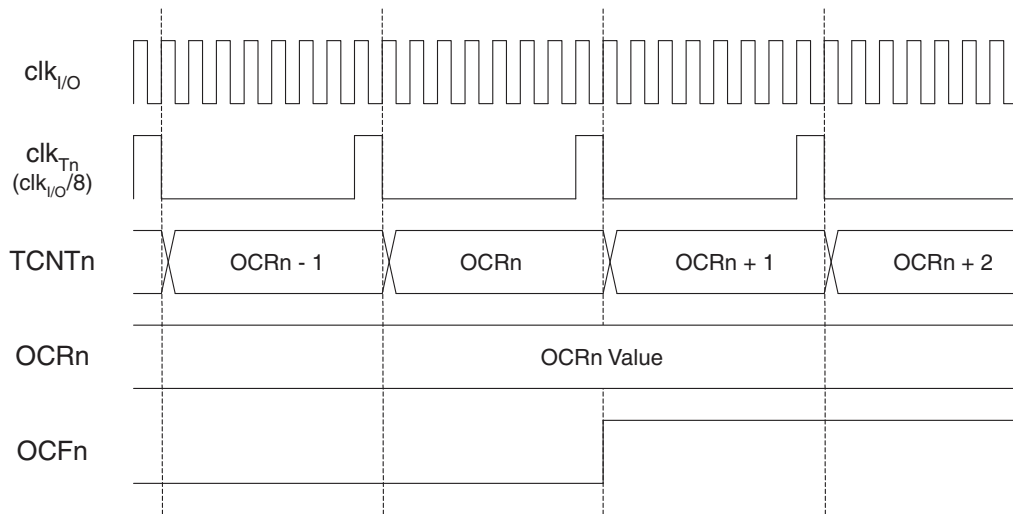 clkI/O
clkTn
(clkI/O/8)
TCNTn OCRn - 1 OCRn OCRn + 1 OCRn + 2
OCRn OCRn Value
OCFn